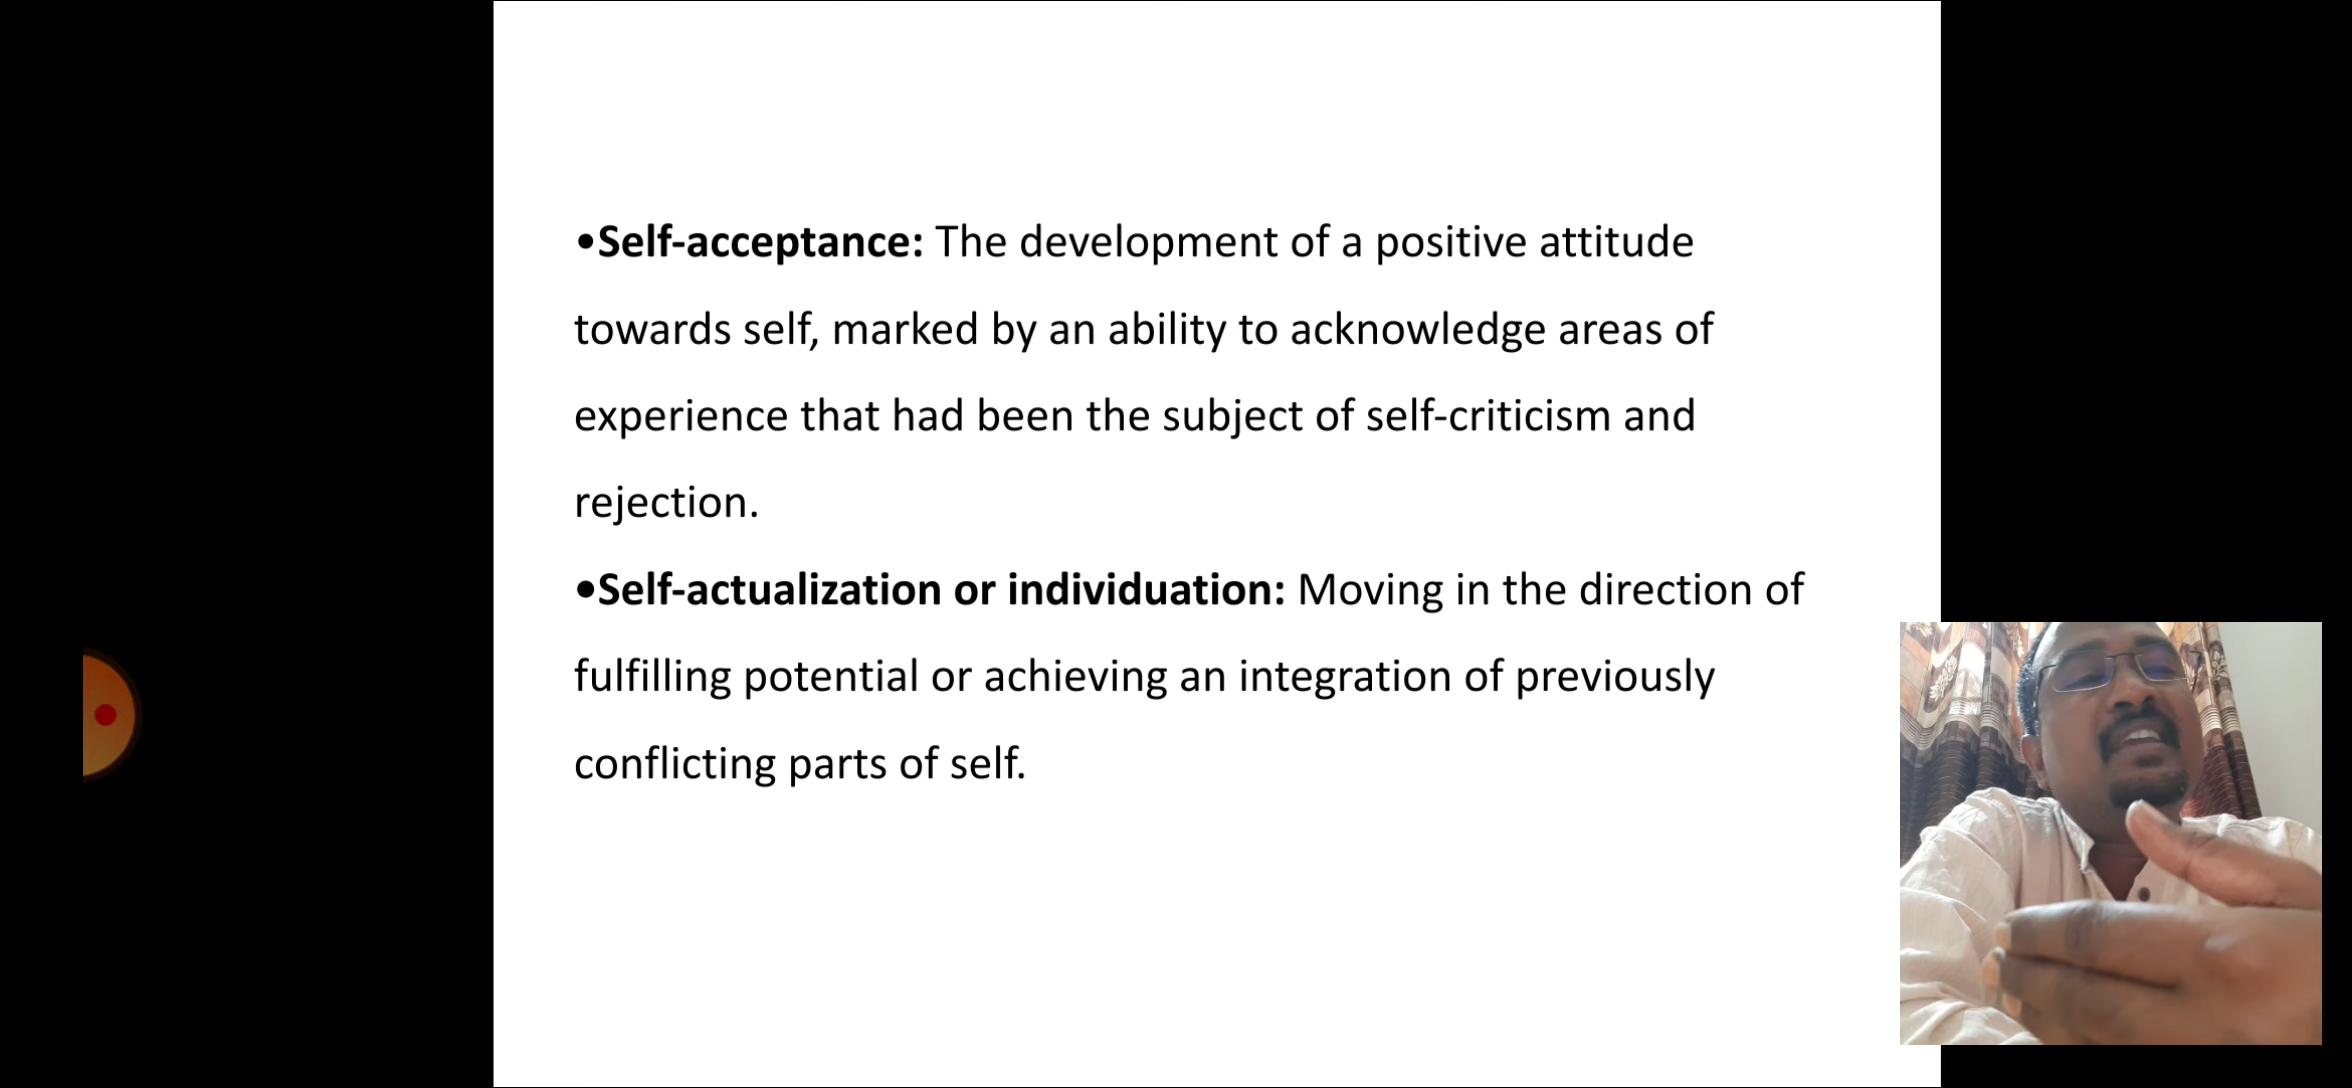 •Self-acceptance: The development of a positive attitude
towards self, marked by an ability to acknowledge areas of
experience that had been the subject of self-criticism and
rejection.
•Self-actualization or individuation: Moving in the direction of
fulfilling potential or achieving an integration of previously
conflicting parts of self.